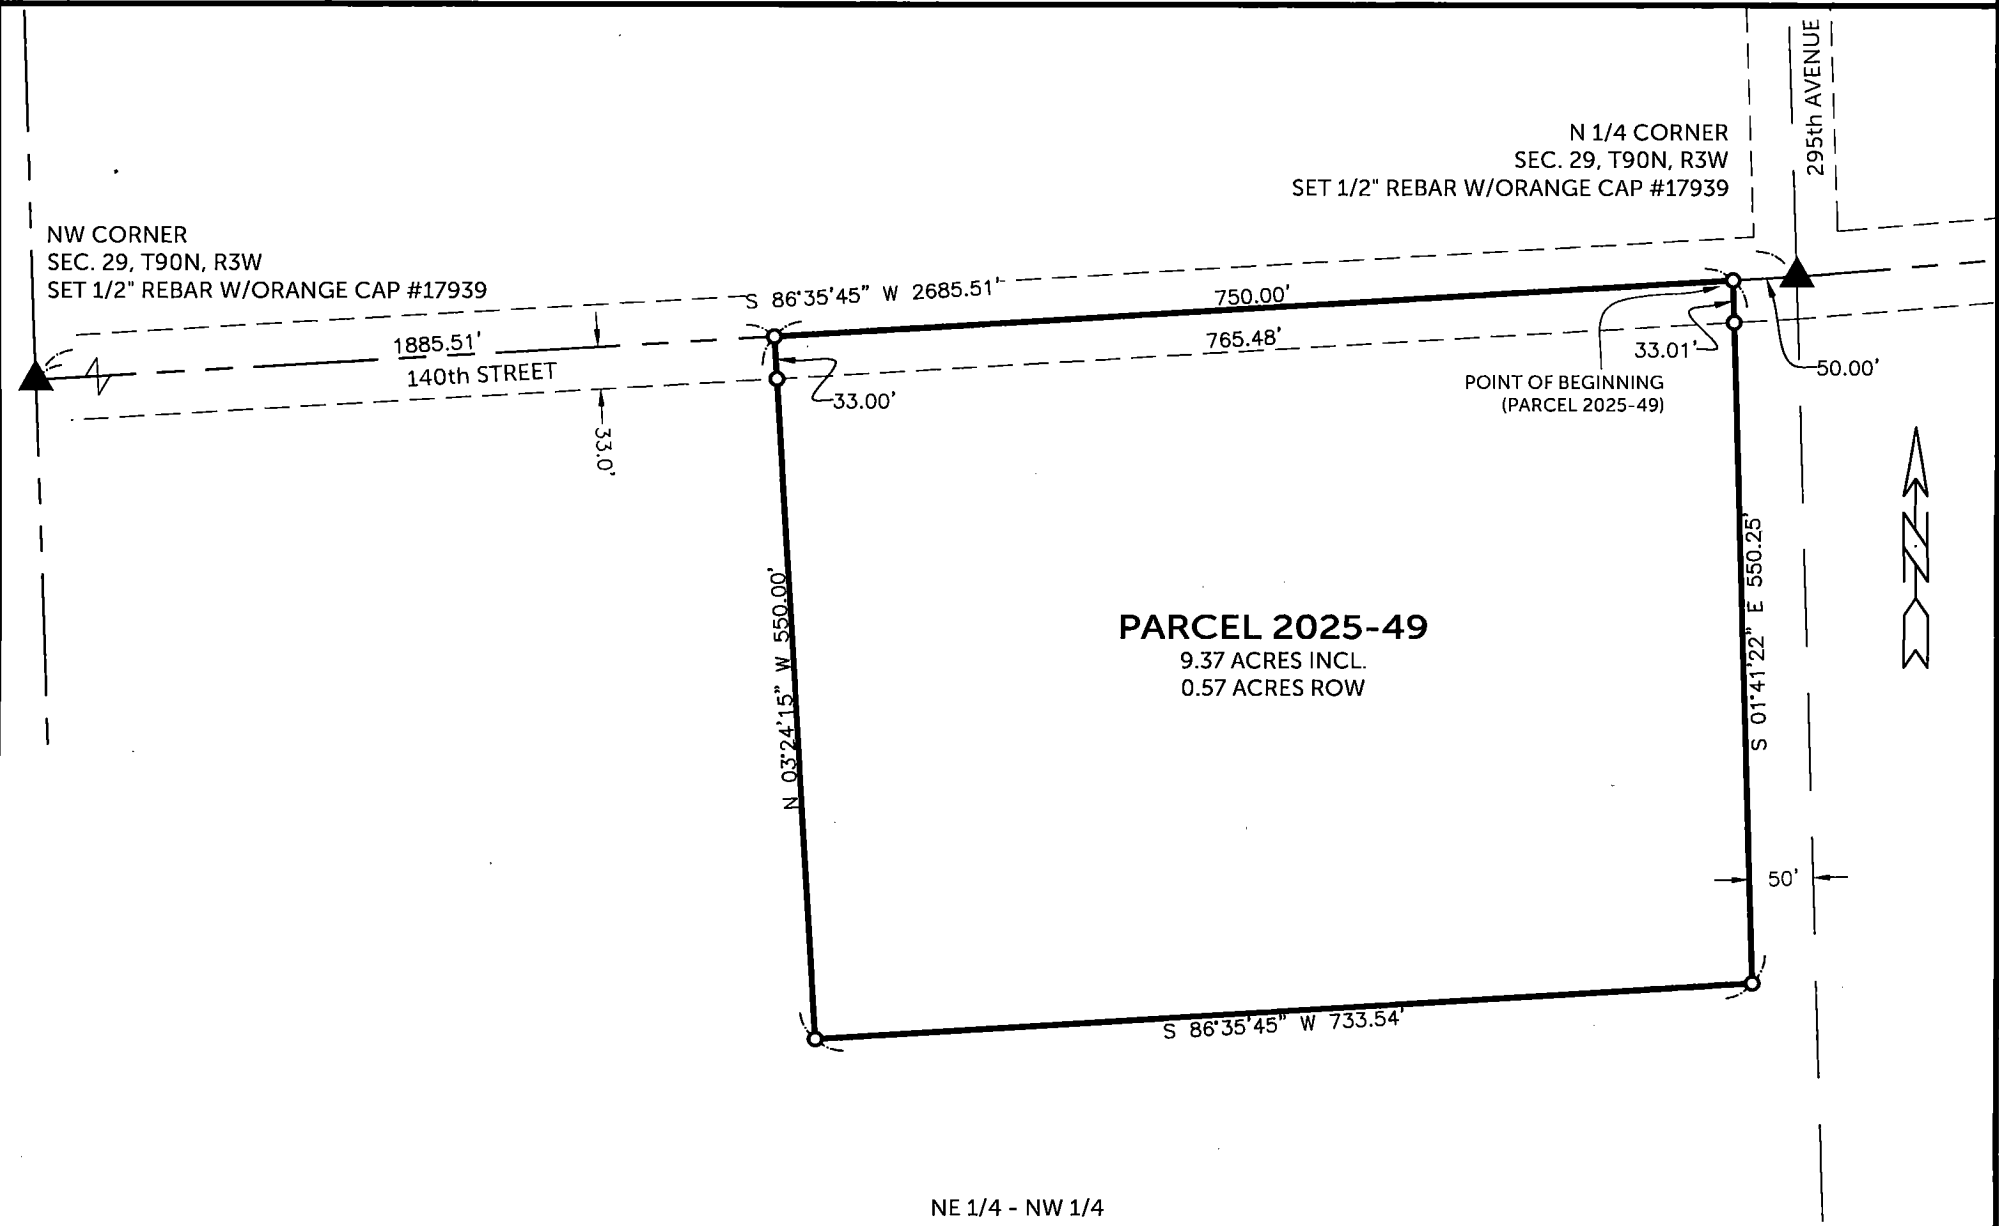 295th AVENUE
N 1/4 CORNER
SEC. 29, T90N, R3W
SET 1/2" REBAR W/ORANGE CAP #17939
NW CORNER
SEC. 29, T90N, R3W
SET 1/2" REBAR W/ORANGE CAP #17939
S 86°35'45" W 2685.51'
750.00'
1885.51'
765.48'
33.01'
140th STREET
50.00'
POINT OF BEGINNING
(PARCEL 2025-49)
33.00'
33.0'
N 03°24'15" W 550.00'
S 01°41'22" E 550.25'
PARCEL 2025-49
9.37 ACRES INCL.
0.57 ACRES ROW
N
50'
S 86°35'45" W 733.54'
NE 1/4 - NW 1/4